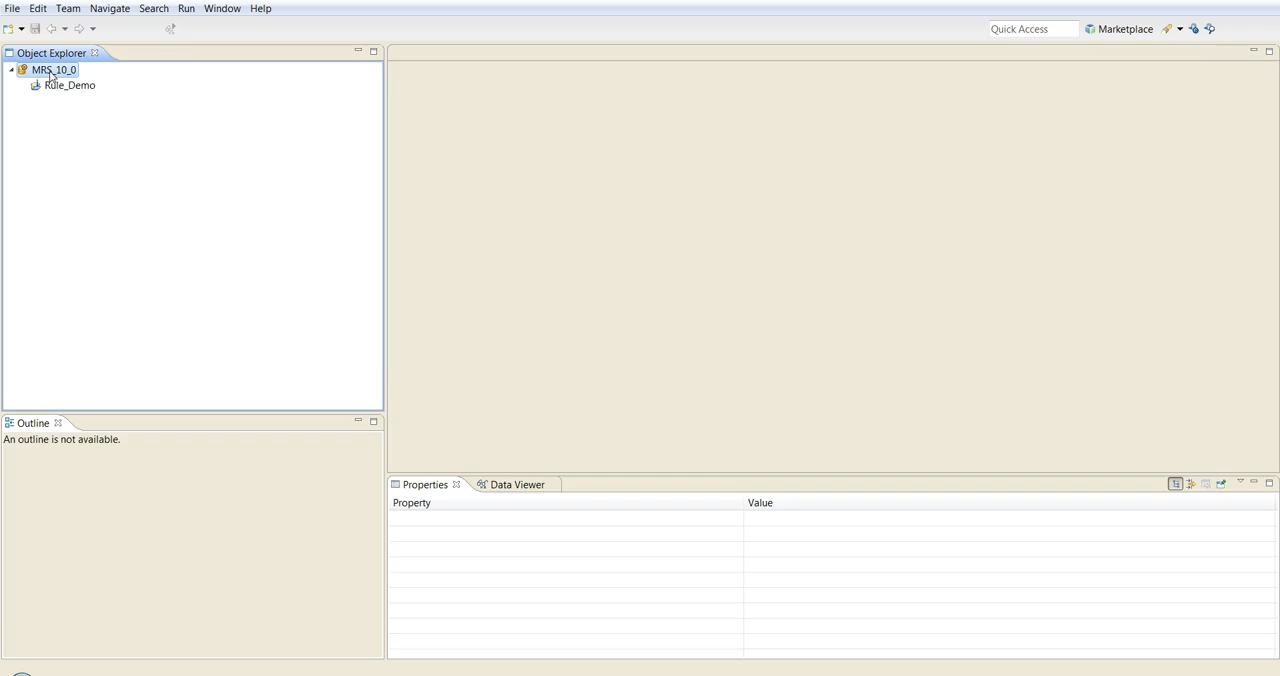 File Edit Team Navigate Search Run Window Help
Quick Access Marketplace
Object Explorer
MRS_10_0
Rule_Demo
Outline
An outline is not available.
Properties Data Viewer
Property Value